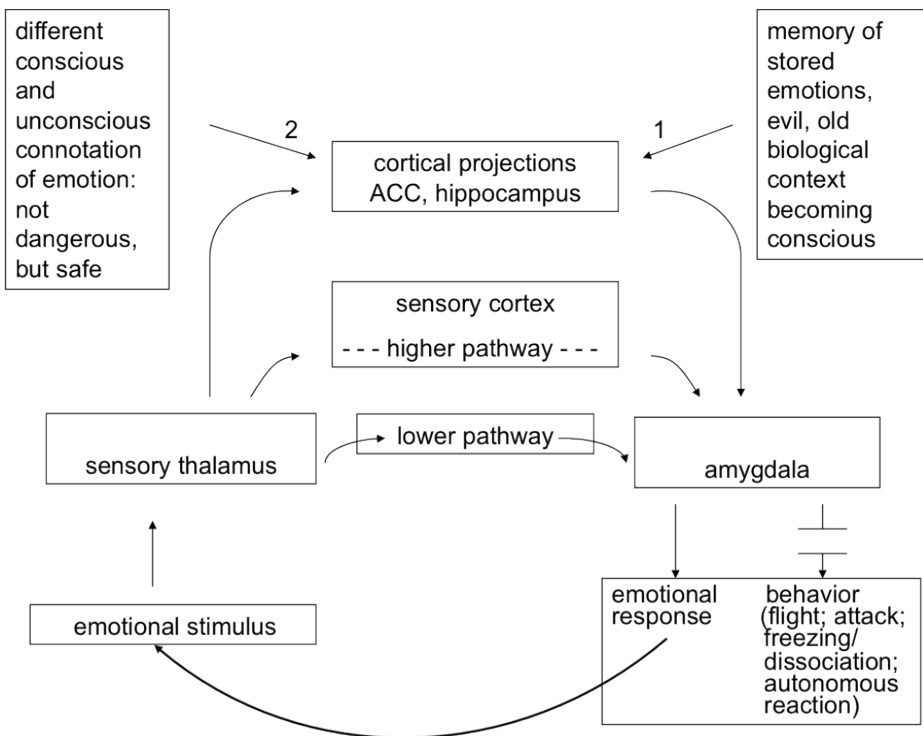 different
conscious
and
unconscious
connotation
of emotion:
not
dangerous,
but safe
2
1
memory of
stored
emotions,
evil, old
biological
context
becoming
conscious
cortical projections
ACC, hippocampus
sensory cortex
- - - higher pathway - - -
lower pathway
sensory thalamus
amygdala
emotional stimulus
emotional
response
behavior
(flight; attack;
freezing/
dissociation;
autonomous
reaction)